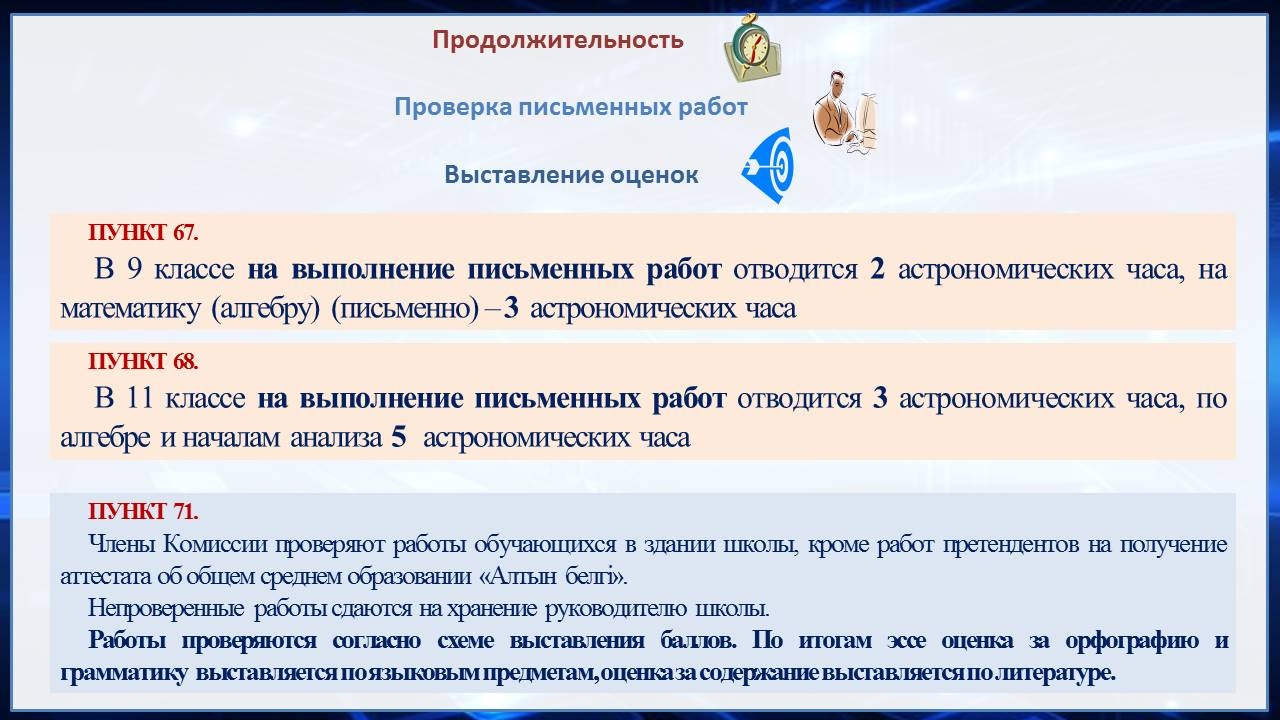 Продолжительность
Проверка письменных работ
Выставление оценок
ПУНКТ 67.
В 9 классе на выполнение письменных работ отводится 2 астрономических часа, на
математику (алгебру) (письменно) – 3 астрономических часа
ПУНКТ 68.
В 11 классе на выполнение письменных работ отводится 3 астрономических часа, по
алгебре и началам анализа 5 астрономических часа
ПУНКТ 71.
Члены Комиссии проверяют работы обучающихся в здании школы, кроме работ претендентов на получение
аттестата об общем среднем образовании «Алтын белгі».
Непроверенные работы сдаются на хранение руководителю школы.
Работы проверяются согласно схеме выставления баллов. По итогам эссе оценка за орфографию и
грамматику выставляется по языковым предметам, оценка за содержание выставляется по литературе.